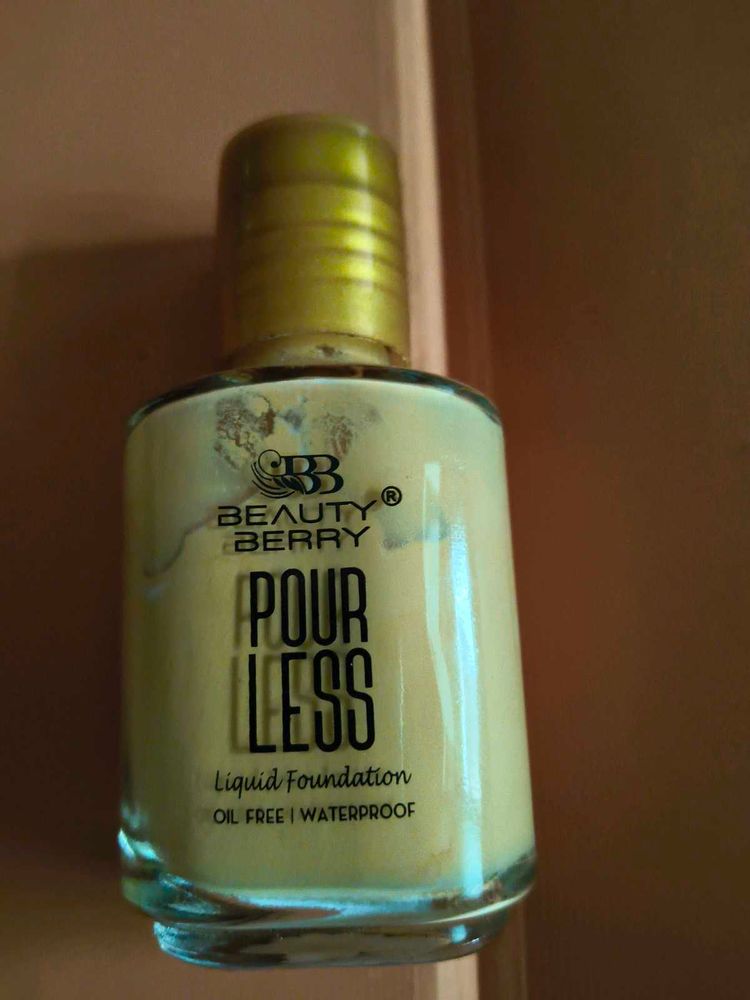 BB
BEAUTY®
BERRY
POUR
LESS
Liquid Foundation
OIL FREE | WATERPROOF